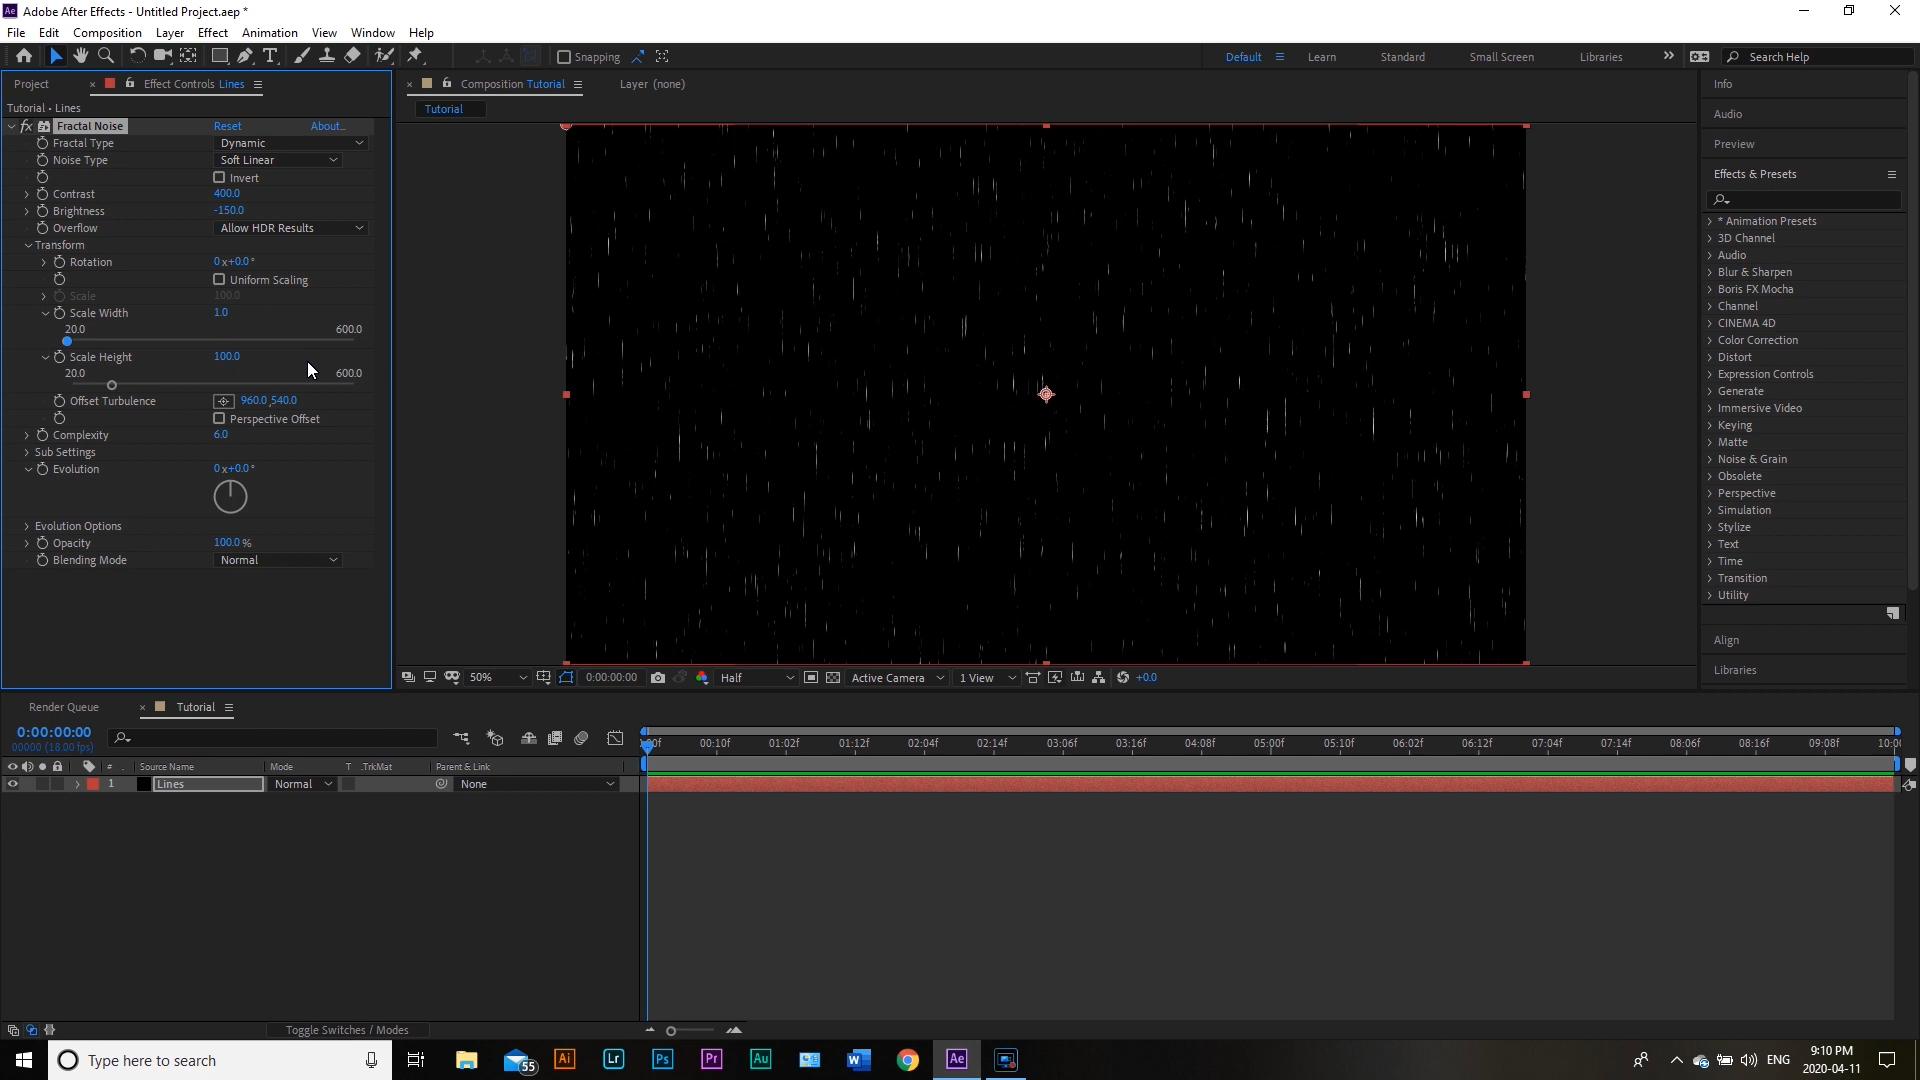 Adobe After Effects - Untitled Project.aep *
File Edit Composition Layer Effect Animation View Window Help
Snapping
Default Learn Standard Small Screen Libraries Search Help
Project Effect Controls Lines
Composition Tutorial Layer (none)
Tutorial
Tutorial • Lines
Fractal Noise Reset About...
Fractal Type Dynamic
Noise Type Soft Linear
Invert
Contrast 400.0
Brightness -150.0
Overflow Allow HDR Results
Transform
Rotation 0x+0.0°
Uniform Scaling
Scale 100.0
Scale Width 1.0
20.0 600.0
Scale Height 100.0
20.0 600.0
Offset Turbulence 960.0,540.0
Perspective Offset
Complexity 6.0
Sub Settings
Evolution 0x+0.0°
Evolution Options
Opacity 100.0 %
Blending Mode Normal
50% 0:00:00:00 Half Active Camera 1 View +0.0
Info
Audio
Preview
Effects & Presets
* Animation Presets
3D Channel
Audio
Blur & Sharpen
Boris FX Mocha
Channel
CINEMA 4D
Color Correction
Distort
Expression Controls
Generate
Immersive Video
Keying
Matte
Noise & Grain
Obsolete
Perspective
Simulation
Stylize
Text
Time
Transition
Utility
Align
Libraries
Render Queue Tutorial
0:00:00:00
00000 (18.00 fps)
00:10f 01:02f 01:12f 02:04f 02:14f 03:06f 03:16f 04:08f 05:00f 05:10f 06:02f 06:12f 07:04f 07:14f 08:06f 08:16f 09:08f
# Source Name Mode T .TrkMat Parent & Link
1 Lines Normal None
Toggle Switches / Modes
Type here to search
55 Ai Lr Ps Pr Au W Ae
ENG
9:10 PM
2020-04-11